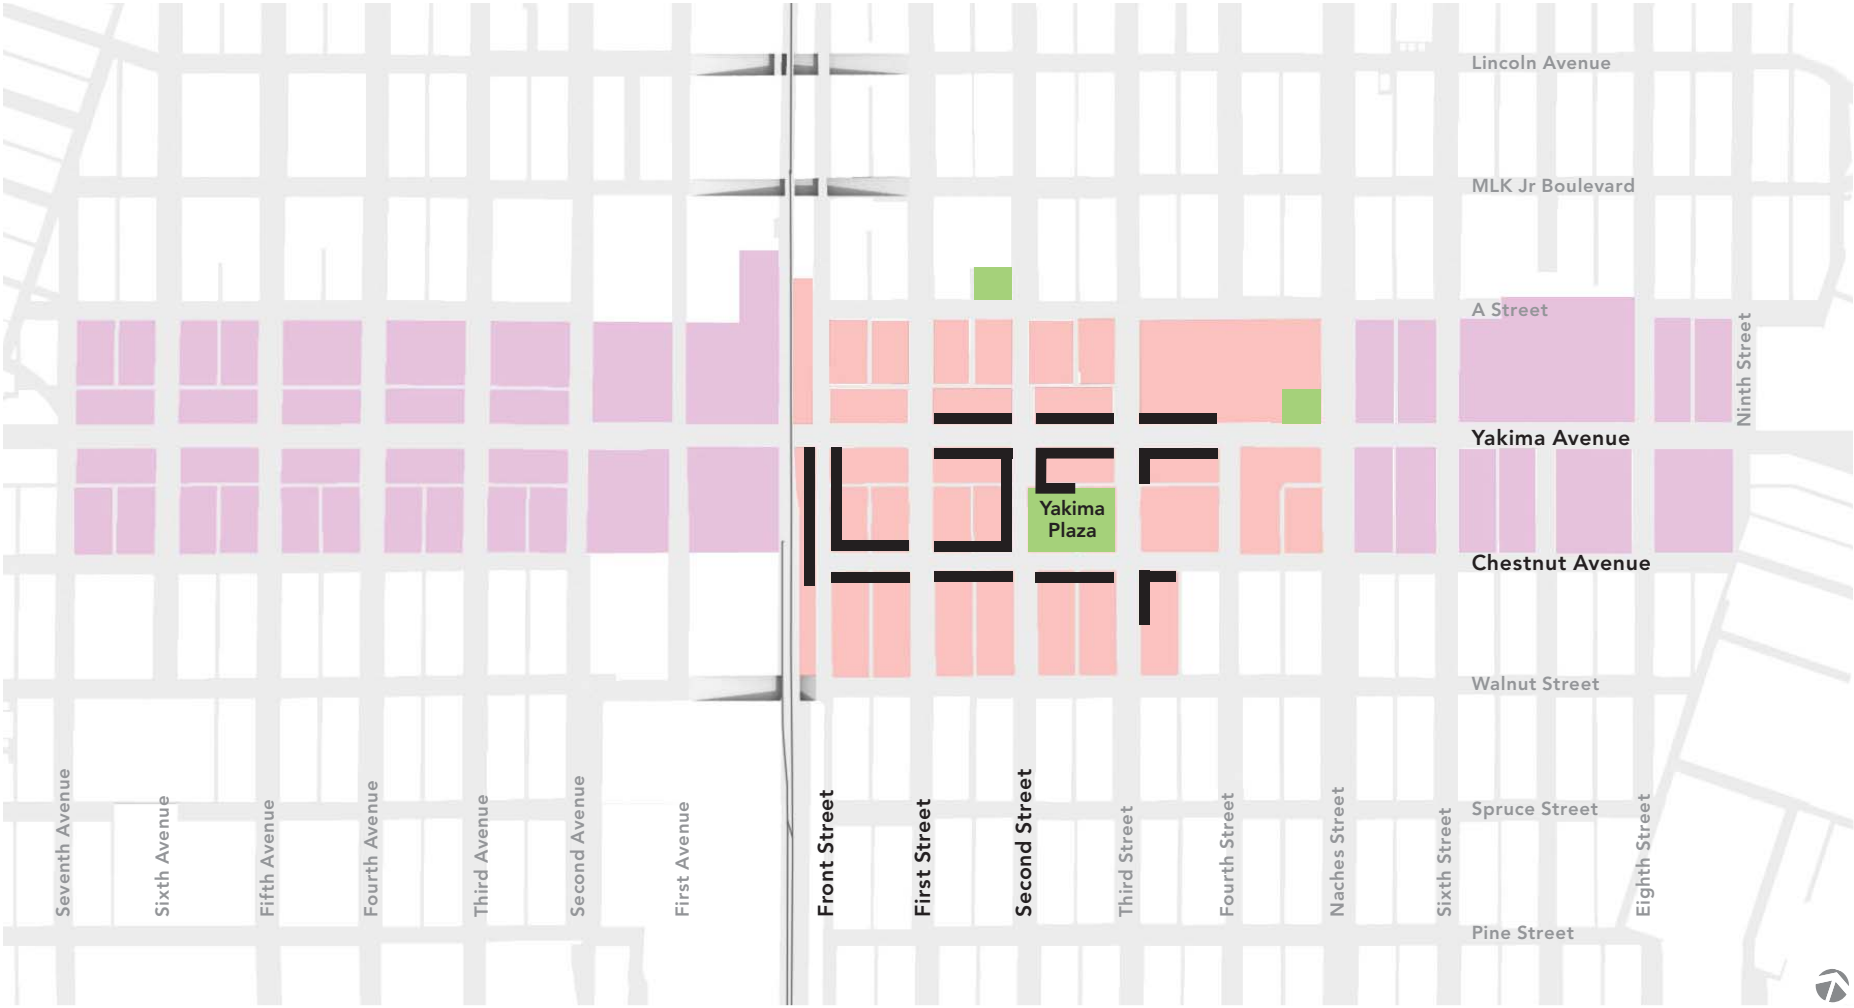 Lincoln Avenue
MLK Jr Boulevard
A Street
Ninth Street
Yakima Avenue
Yakima
Plaza
Chestnut Avenue
Walnut Street
Seventh Avenue
Sixth Avenue
Fifth Avenue
Fourth Avenue
Third Avenue
Second Avenue
First Avenue
Front Street
First Street
Second Street
Third Street
Fourth Street
Naches Street
Sixth Street
Spruce Street
Eighth Street
Pine Street